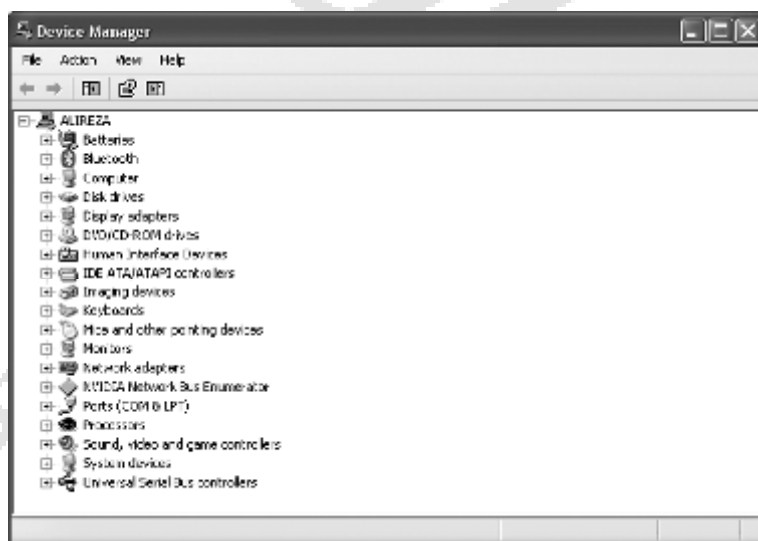 Device Manager
File Action View Help
ALIREZA
Batteries
Bluetooth
Computer
Disk drives
Display adapters
DVD/CD-ROM drives
Human Interface Devices
IDE ATA/ATAPI controllers
Imaging devices
Keyboards
Mice and other pointing devices
Monitors
Network adapters
NVIDIA Network Bus Enumerator
Ports (COM & LPT)
Processors
Sound, video and game controllers
System devices
Universal Serial Bus controllers